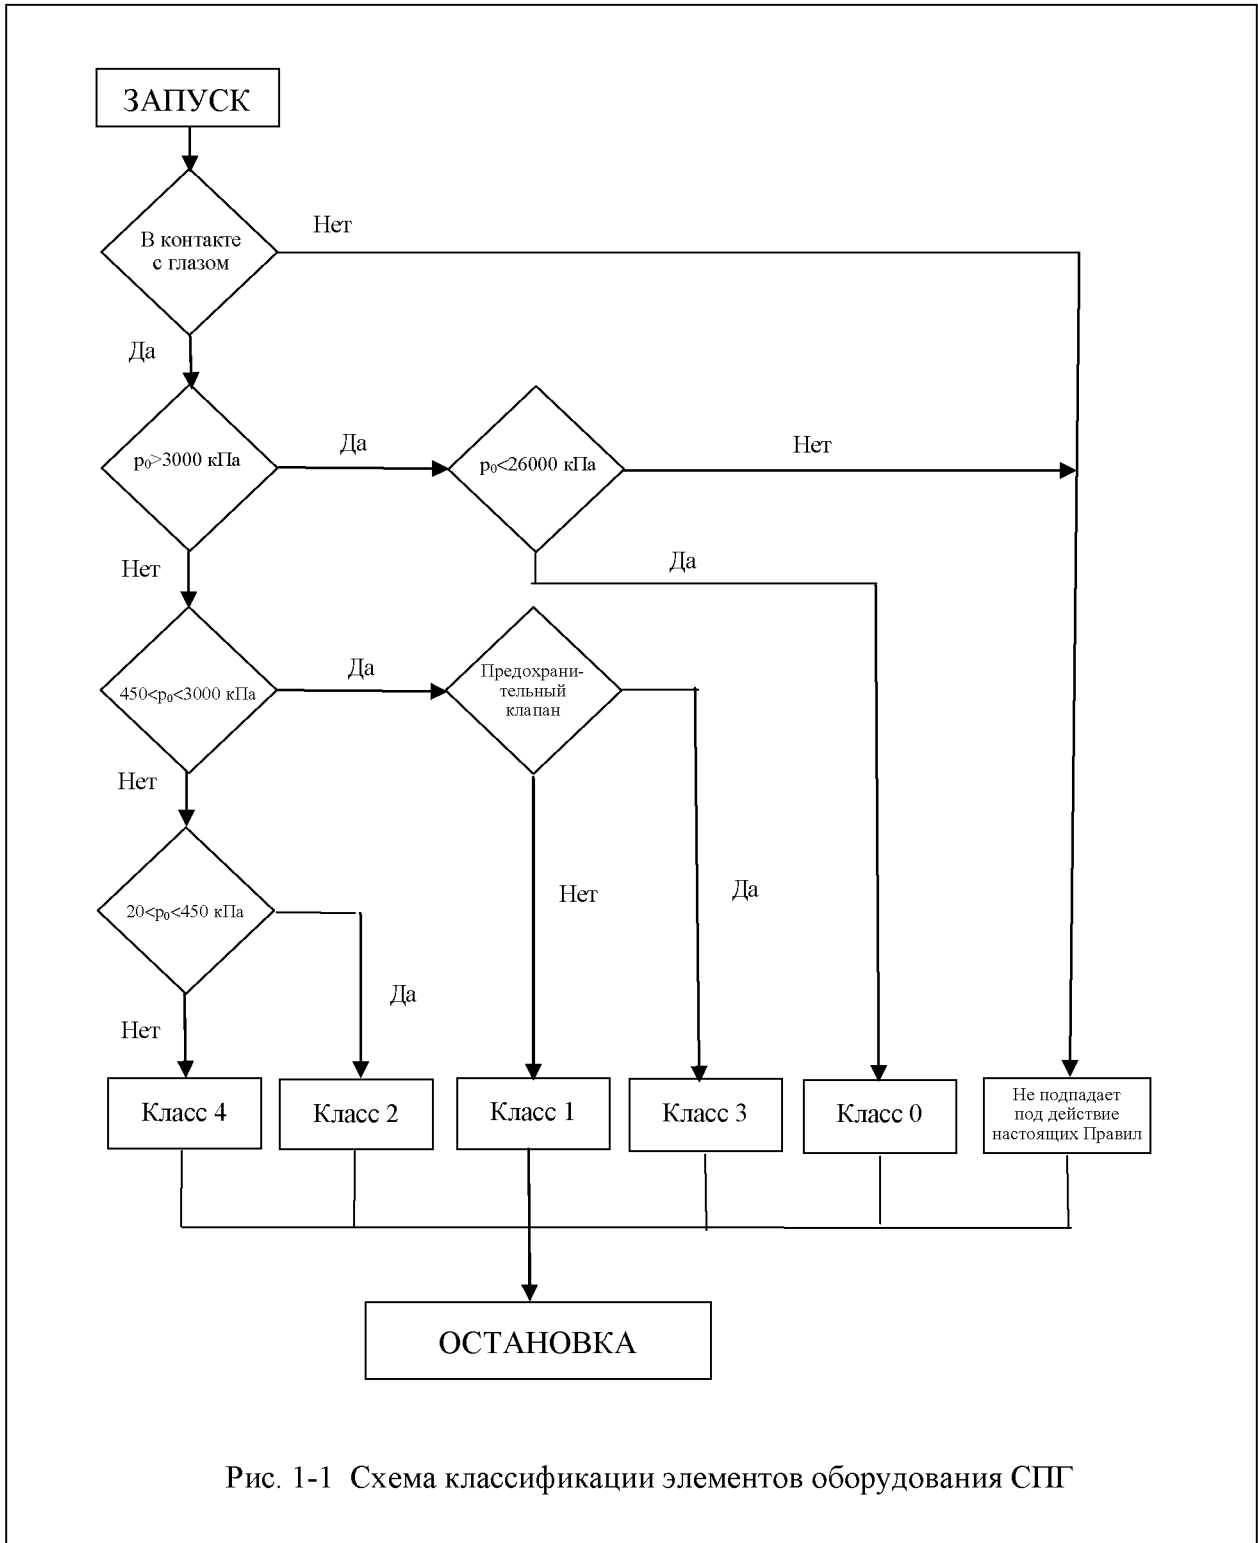 ЗАПУСК
Нет
В контакте
с глазом
Да
p₀>3000 кПа
Да
p₀<26000 кПа
Нет
Нет
Да
450<p₀<3000 кПа
Да
Предохрани-
тельный
клапан
Нет
20<p₀<450 кПа
Нет
Да
Да
Нет
Класс 4
Класс 2
Класс 1
Класс 3
Класс 0
Не подпадает
под действие
настоящих Правил
ОСТАНОВКА
Рис. 1-1 Схема классификации элементов оборудования СПГ